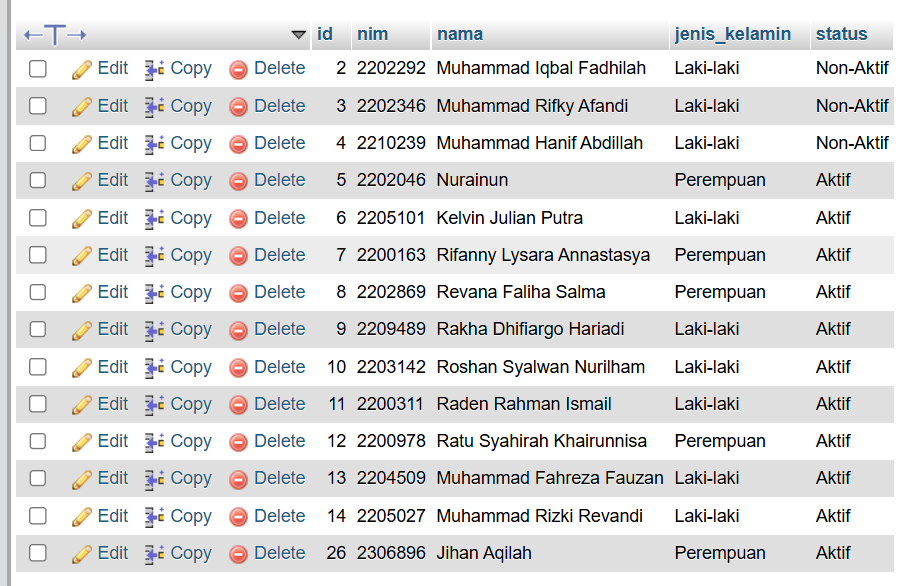 ←T→ id nim nama jenis_kelamin status
Edit Copy Delete 2 2202292 Muhammad Iqbal Fadhilah Laki-laki Non-Aktif
Edit Copy Delete 3 2202346 Muhammad Rifky Afandi Laki-laki Non-Aktif
Edit Copy Delete 4 2210239 Muhammad Hanif Abdillah Laki-laki Non-Aktif
Edit Copy Delete 5 2202046 Nurainun Perempuan Aktif
Edit Copy Delete 6 2205101 Kelvin Julian Putra Laki-laki Aktif
Edit Copy Delete 7 2200163 Rifanny Lysara Annastasya Perempuan Aktif
Edit Copy Delete 8 2202869 Revana Faliha Salma Perempuan Aktif
Edit Copy Delete 9 2209489 Rakha Dhifiargo Hariadi Laki-laki Aktif
Edit Copy Delete 10 2203142 Roshan Syalwan Nurilham Laki-laki Aktif
Edit Copy Delete 11 2200311 Raden Rahman Ismail Laki-laki Aktif
Edit Copy Delete 12 2200978 Ratu Syahirah Khairunnisa Perempuan Aktif
Edit Copy Delete 13 2204509 Muhammad Fahreza Fauzan Laki-laki Aktif
Edit Copy Delete 14 2205027 Muhammad Rizki Revandi Laki-laki Aktif
Edit Copy Delete 26 2306896 Jihan Aqilah Perempuan Aktif